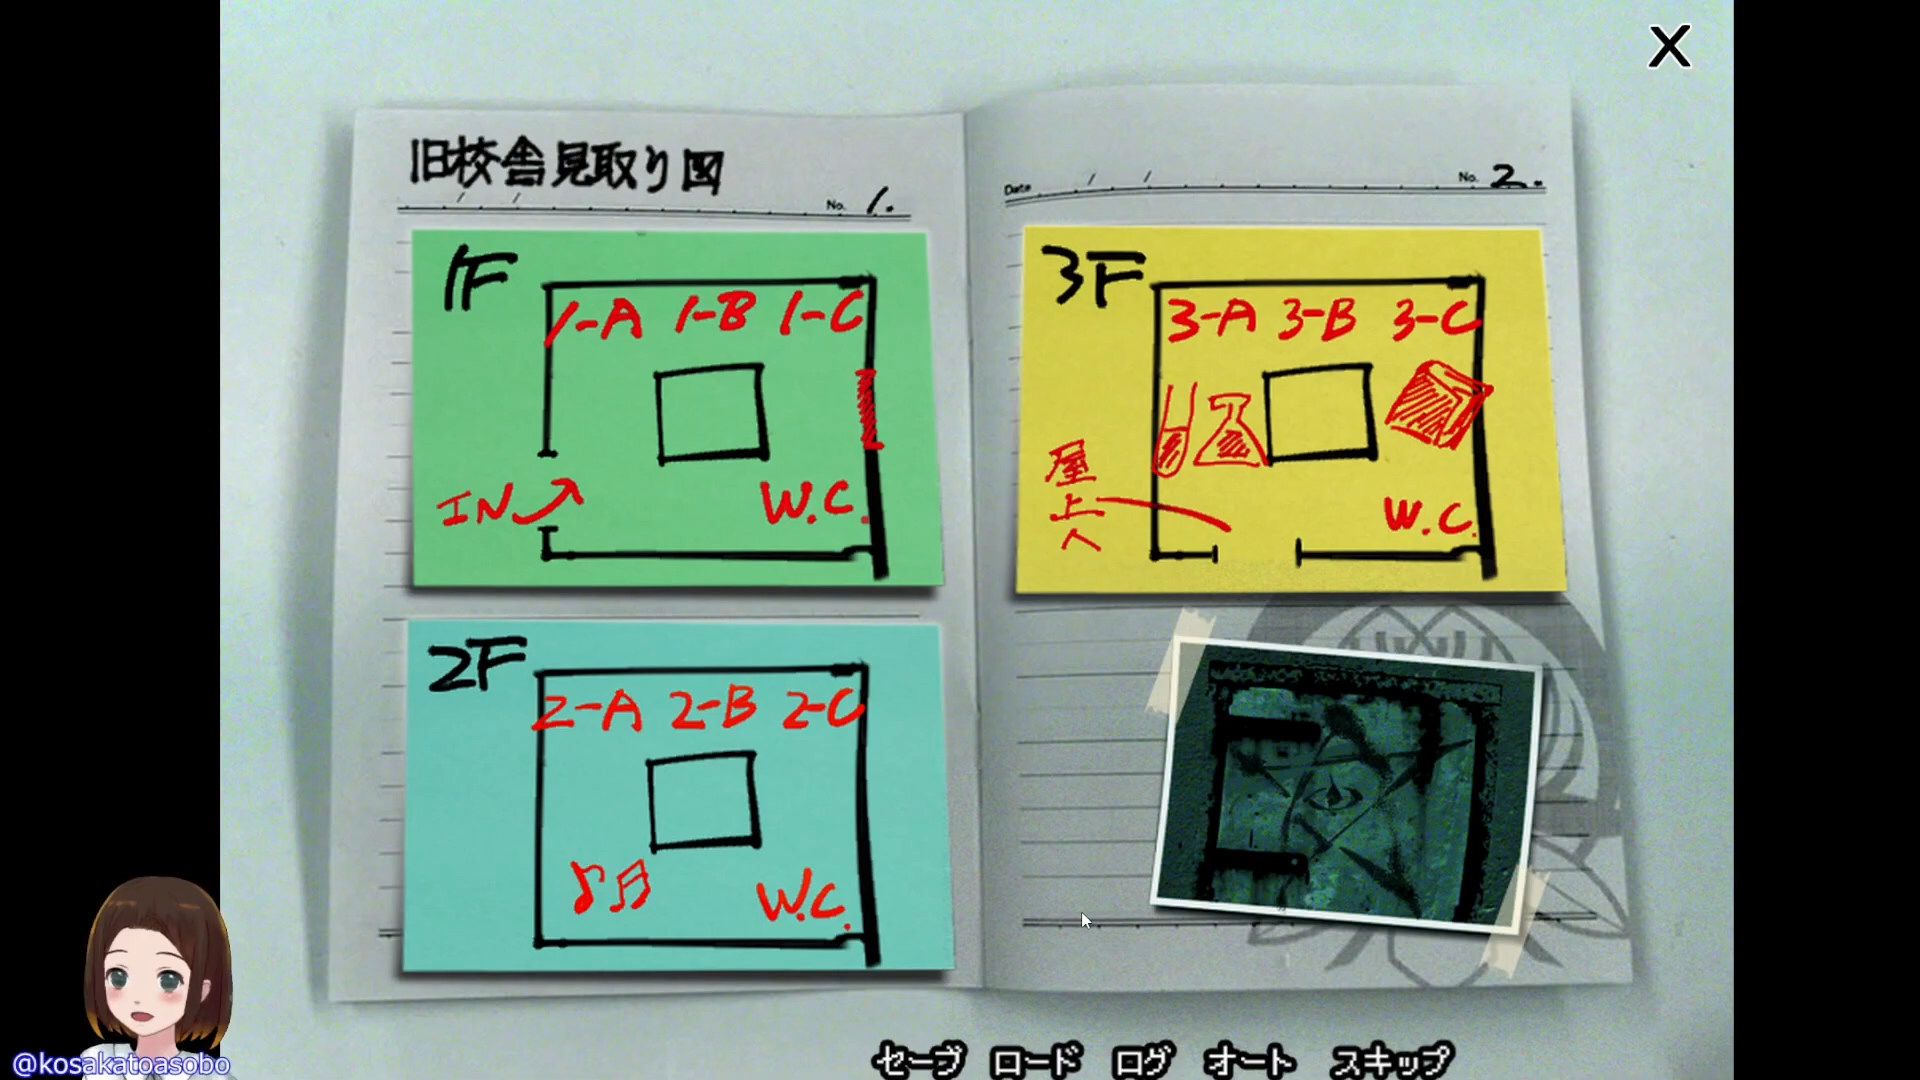 X
旧校舎見取り図
No. 1.
1F
1-A 1-B 1-C
IN
W.C.
2F
2-A 2-B 2-C
W.C.
Date / / No. 2.
3F
3-A 3-B 3-C
屋上へ
W.C.
セーブ ロード ログ オート スキップ
@kosakatoasobo